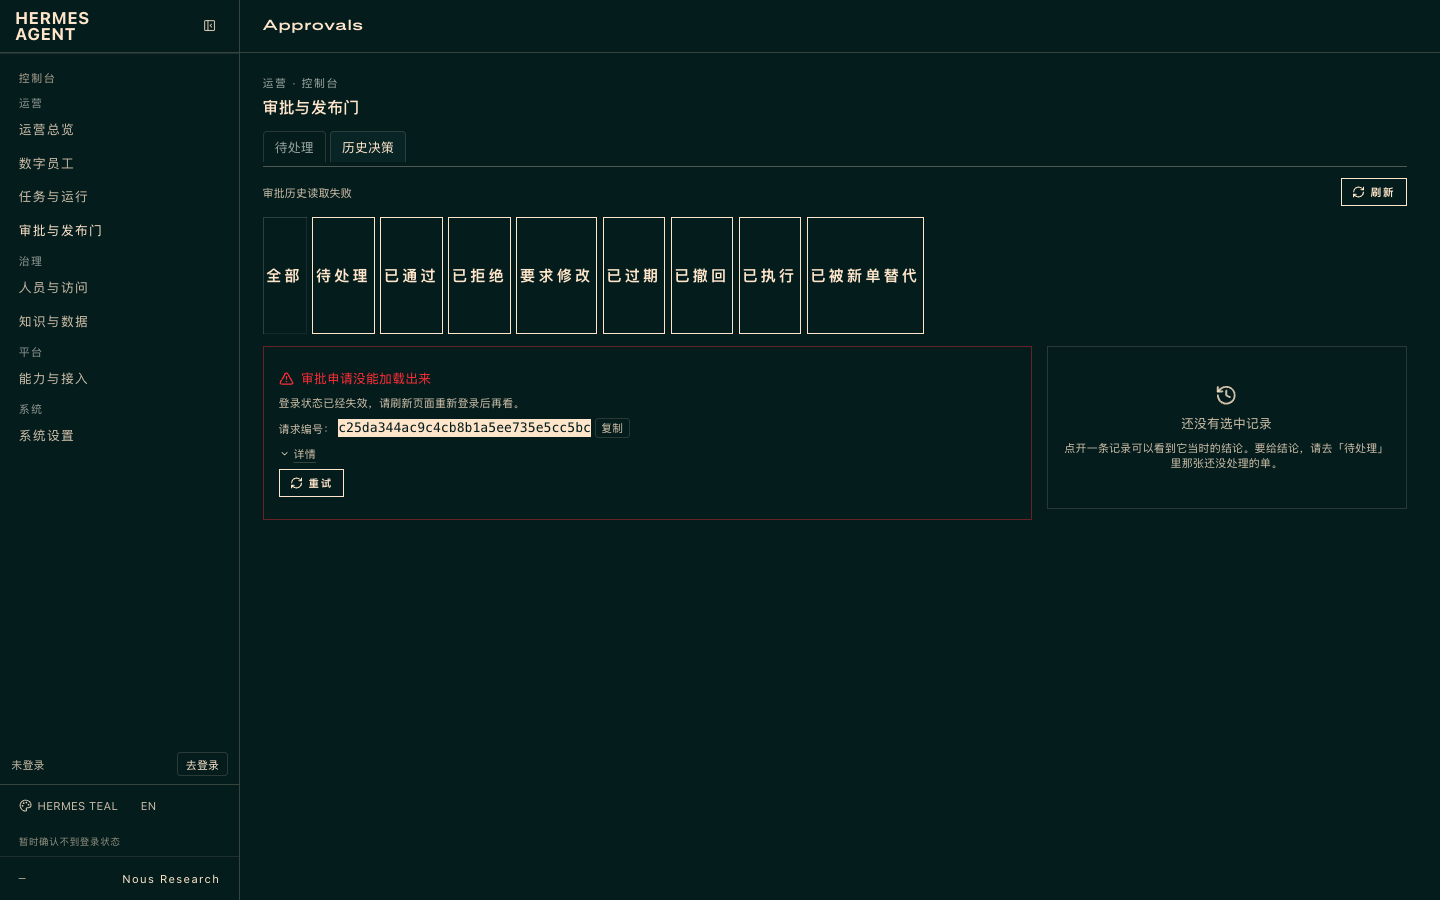 HERMES
AGENT
Approvals
控制台
运营
运营总览
数字员工
任务与运行
审批与发布门
治理
人员与访问
知识与数据
平台
能力与接入
系统
系统设置
未登录
去登录
HERMES TEAL
EN
暂时确认不到登录状态
—
Nous Research
运营 · 控制台
审批与发布门
待处理
历史决策
审批历史读取失败
刷新
全部
待处理
已通过
已拒绝
要求修改
已过期
已撤回
已执行
已被新单替代
审批申请没能加载出来
登录状态已经失效，请刷新页面重新登录后再看。
请求编号： c25da344ac9c4cb8b1a5ee735e5cc5bc 复制
详情
重试
还没有选中记录
点开一条记录可以看到它当时的结论。要给结论，请去「待处理」
里那张还没处理的单。